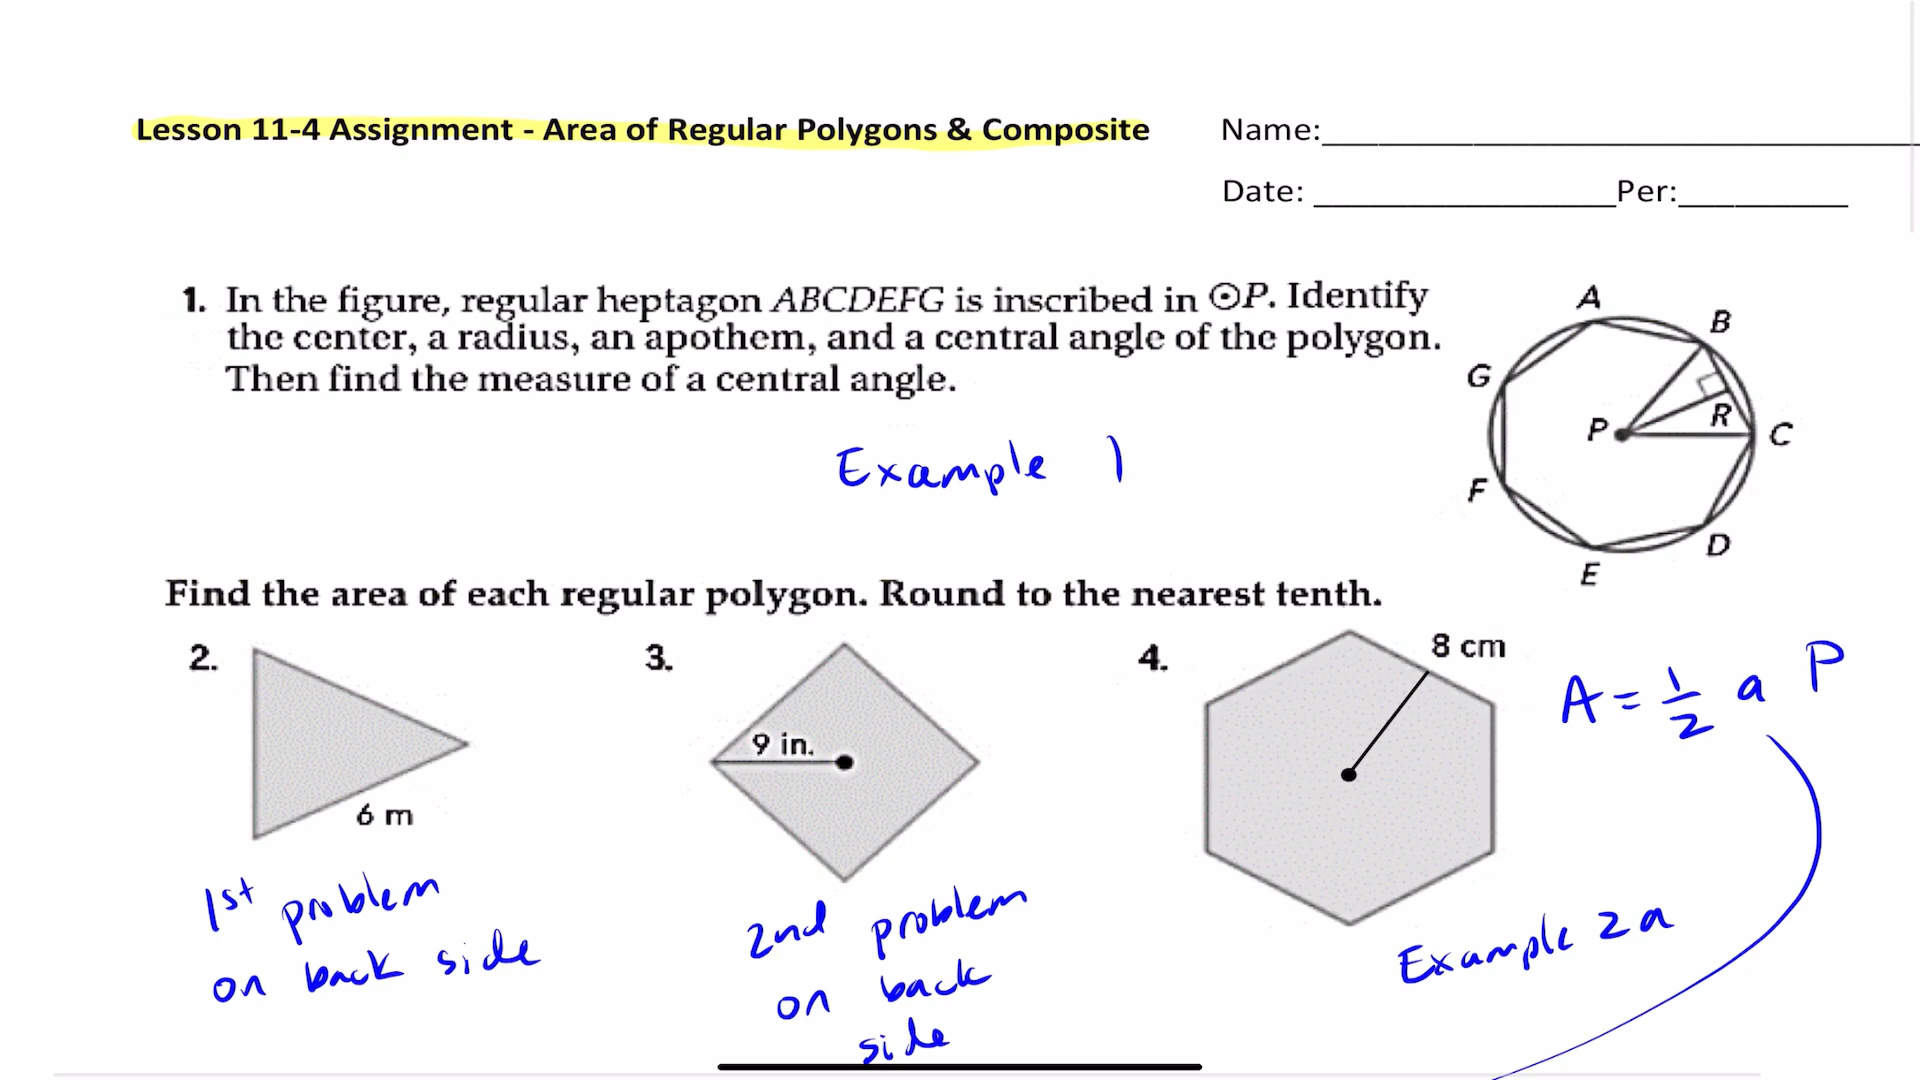 Lesson 11-4 Assignment - Area of Regular Polygons & Composite
Name:
Date: Per:
1. In the figure, regular heptagon ABCDEFG is inscribed in ⊙P. Identify
the center, a radius, an apothem, and a central angle of the polygon.
Then find the measure of a central angle.
A
B
G
P
R
C
F
D
E
Example 1
Find the area of each regular polygon. Round to the nearest tenth.
2.
6 m
3.
9 in.
4.
8 cm
A = 1/2 a P
1st problem
on back side
2nd problem
on back
side
Example 2a